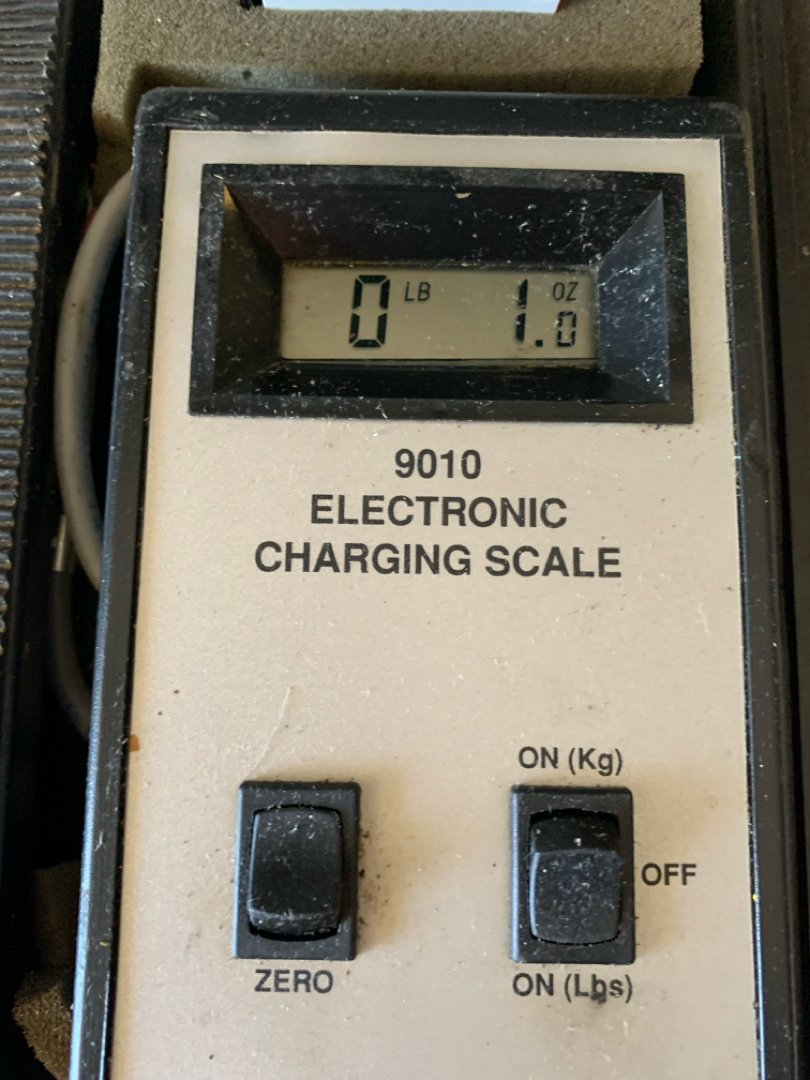 0 LB 1.0 OZ
9010
ELECTRONIC
CHARGING SCALE
ON (Kg)
OFF
ZERO
ON (Lbs)